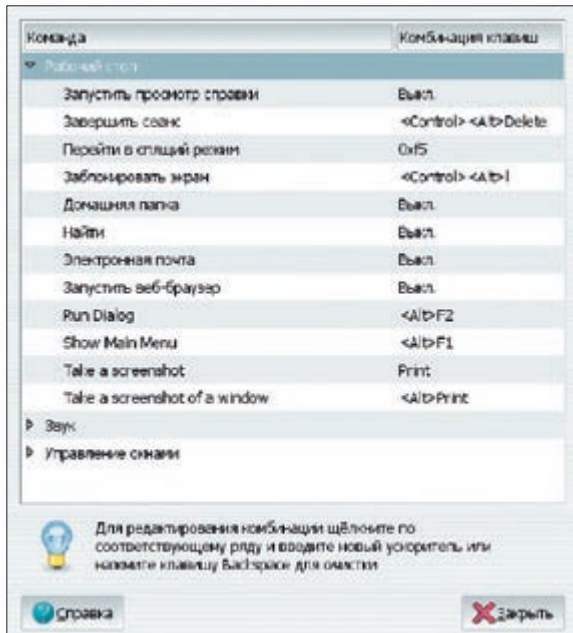 Команда Комбинация клавиш
Рабочий стол
Запустить просмотр справки Выкл.
Завершить сеанс <Control><Alt>Delete
Перейти в спящий режим 0xf5
Заблокировать экран <Control><Alt>l
Домашняя папка Выкл.
Найти Выкл.
Электронная почта Выкл.
Запустить веб-браузер Выкл.
Run Dialog <Alt>F2
Show Main Menu <Alt>F1
Take a screenshot Print
Take a screenshot of a window <Alt>Print
Звук
Управление окнами
Для редактирования комбинации щёлкните по
соответствующему ряду и введите новый ускоритель или
нажмите клавишу Backspace для очистки
Справка Закрыть